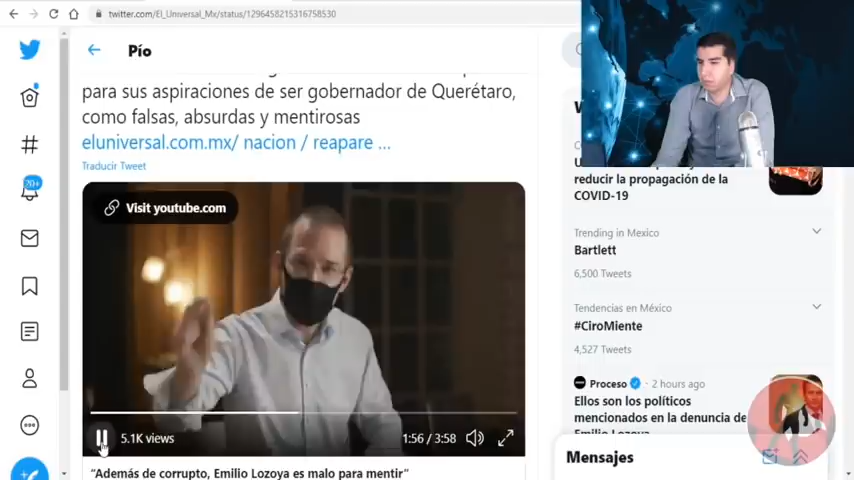 twitter.com/El_Universal_Mx/status/1296458215316758530
Pío
para sus aspiraciones de ser gobernador de Querétaro,
como falsas, absurdas y mentirosas
eluniversal.com.mx/ nacion / reapare ...
Traducir Tweet
Visit youtube.com
5.1K views
1:56 / 3:58
“Además de corrupto, Emilio Lozoya es malo para mentir”
20+
reducir la propagación de la
COVID-19
Trending in Mexico
Bartlett
6,500 Tweets
Tendencias en México
#CiroMiente
4,527 Tweets
Proceso · 2 hours ago
Ellos son los políticos
mencionados en la denuncia de
Emilio Lozoya
Mensajes